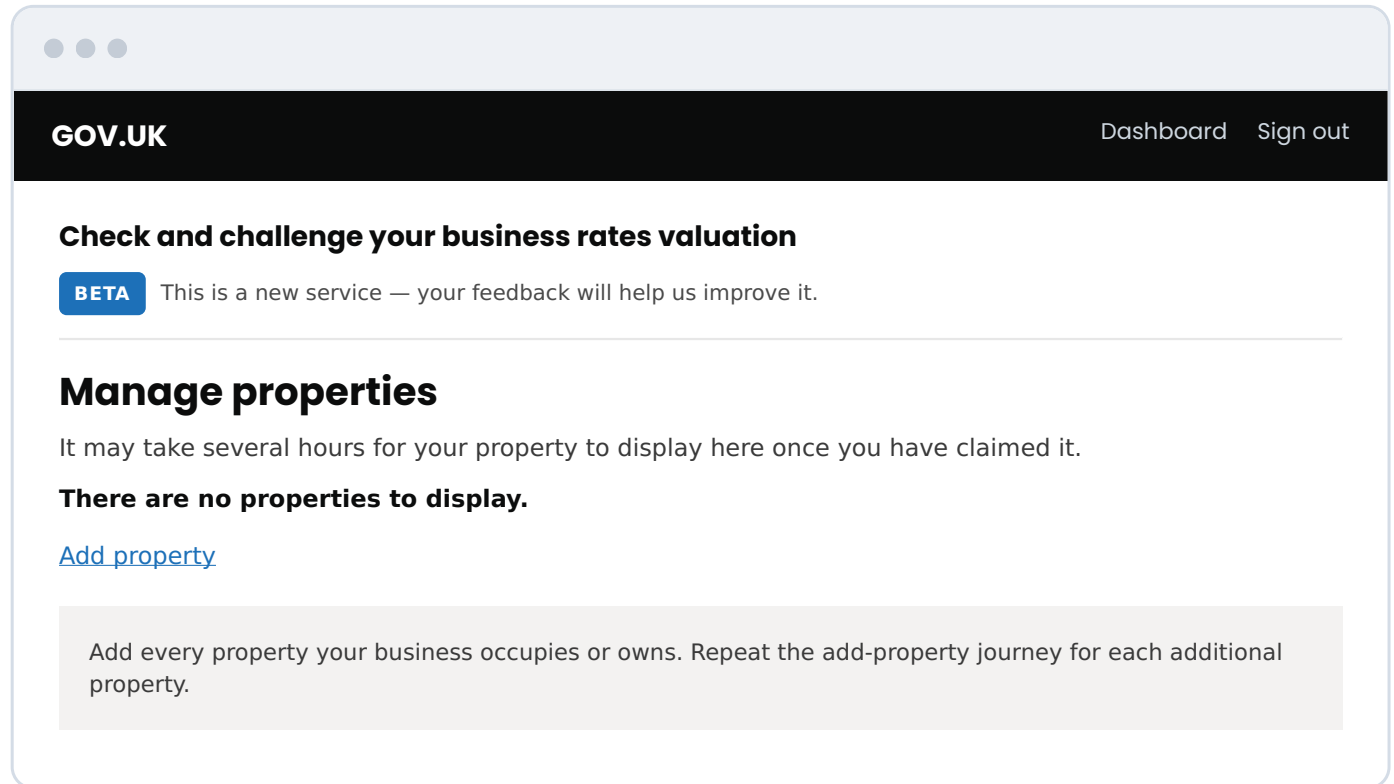 GOV.UK
Dashboard Sign out
Check and challenge your business rates valuation
BETA This is a new service — your feedback will help us improve it.
Manage properties
It may take several hours for your property to display here once you have claimed it.
There are no properties to display.
Add property
Add every property your business occupies or owns. Repeat the add-property journey for each additional
property.